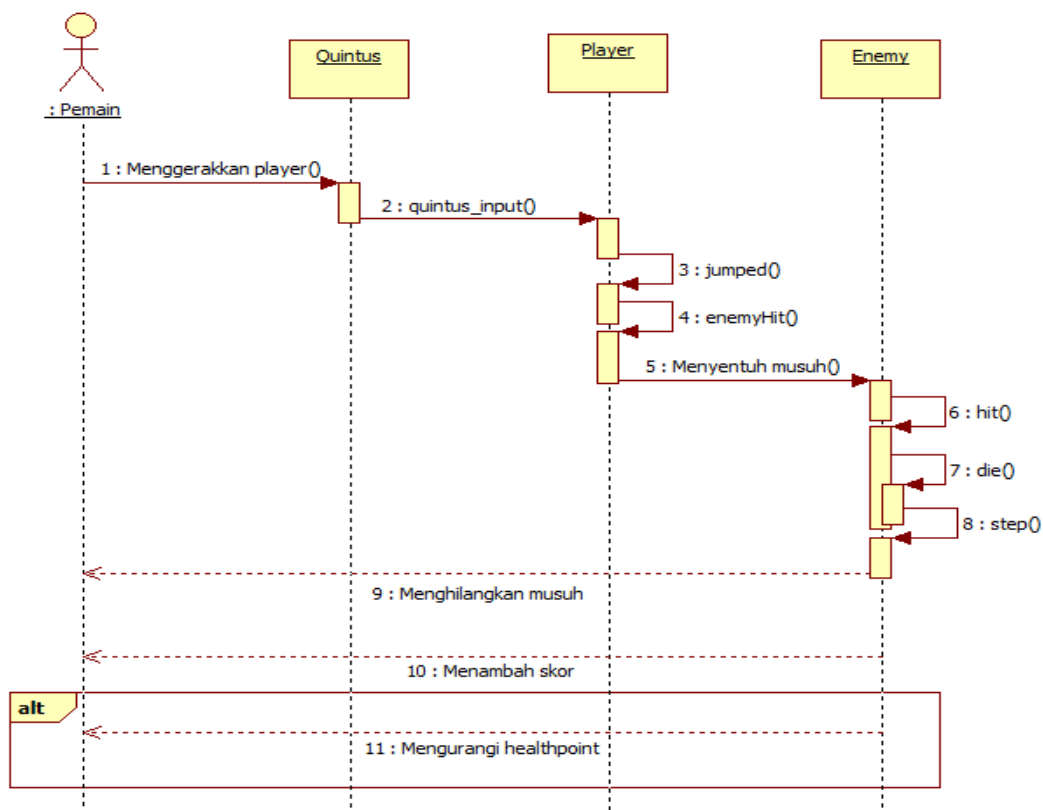 Quintus
Player
Enemy
: Pemain
1 : Menggerakkan player()
2 : quintus_input()
3 : jumped()
4 : enemyHit()
5 : Menyentuh musuh()
6 : hit()
7 : die()
8 : step()
9 : Menghilangkan musuh
10 : Menambah skor
alt
11 : Mengurangi healthpoint